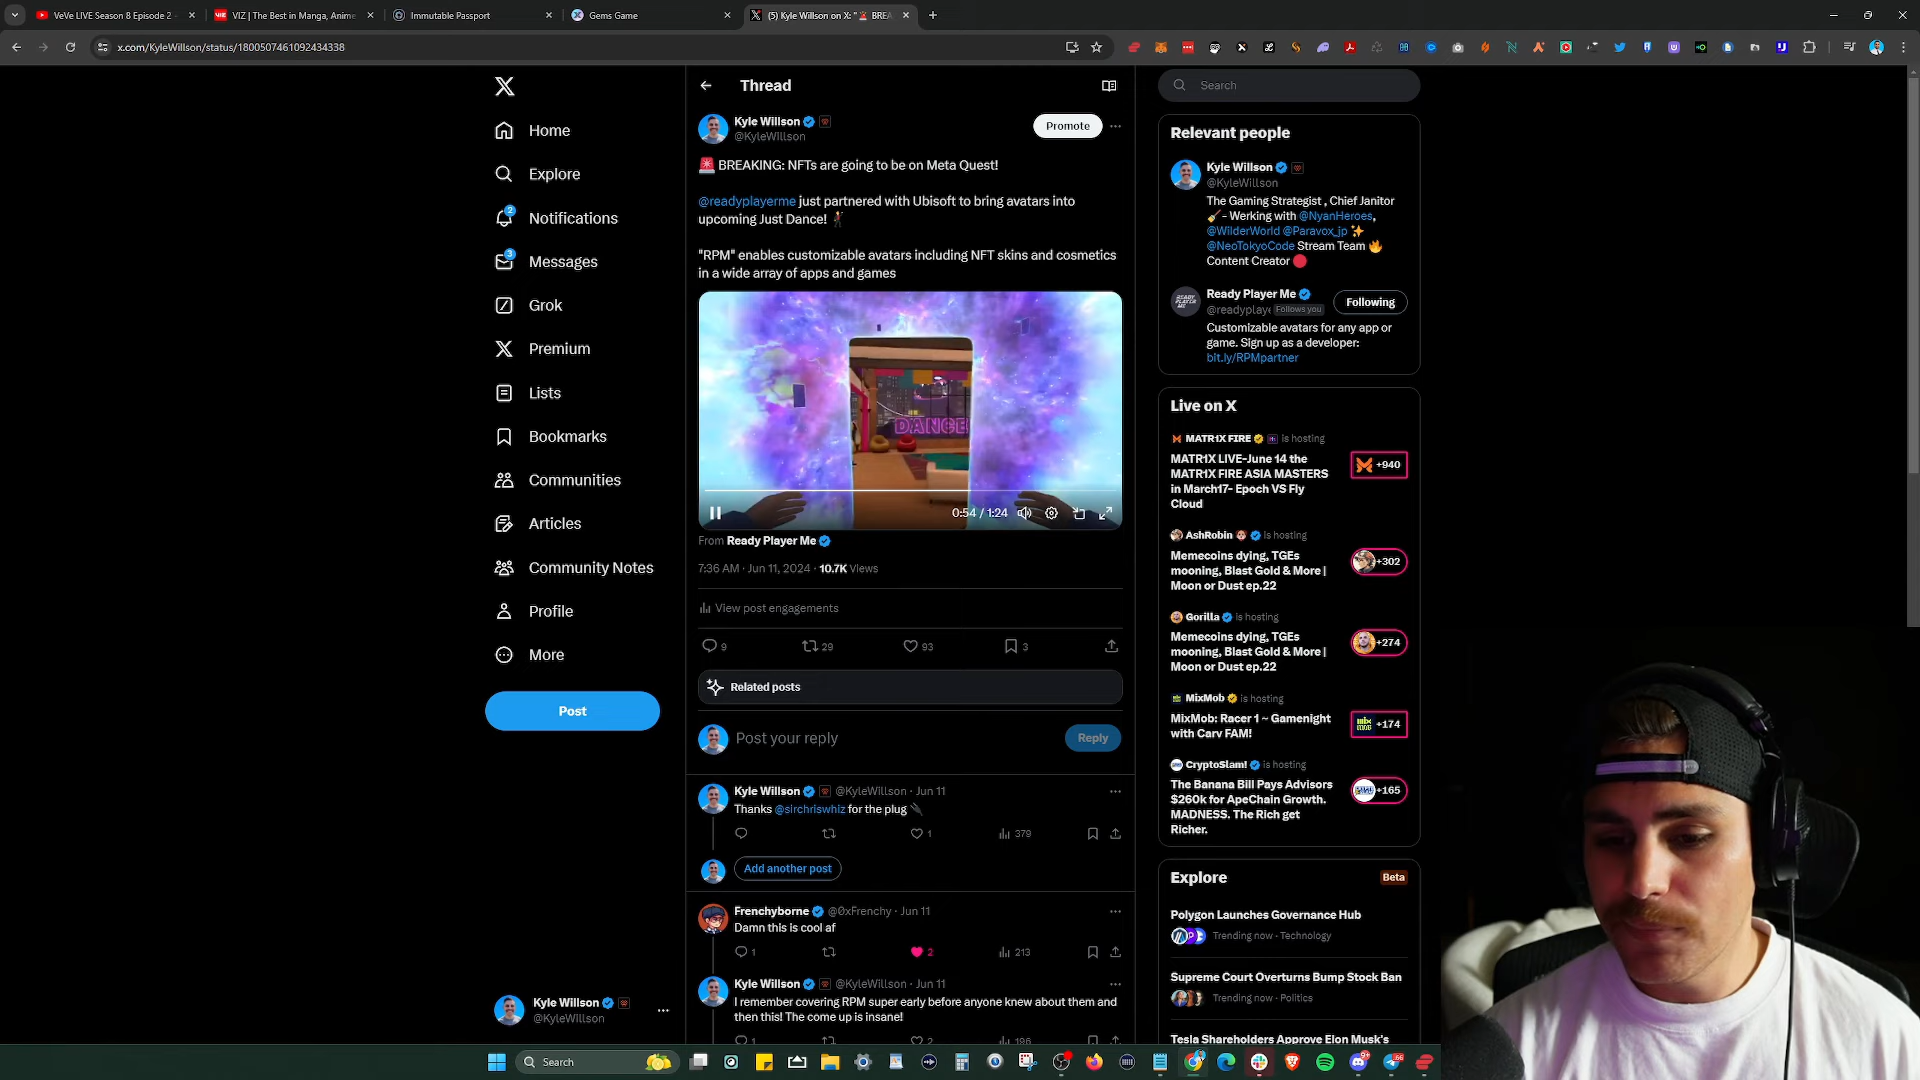 VeVe LIVE Season 8 Episode 2 -
VIZ | The Best in Manga, Anime
Immutable Passport
Gems Game
(5) Kyle Willson on X: "🚨 BREA
x.com/KyleWillson/status/1800507461092434338
Home
Explore
2
Notifications
3
Messages
Grok
Premium
Lists
Bookmarks
Communities
Articles
Community Notes
Profile
More
Post
Kyle Willson
@KyleWillson
Thread
Kyle Willson
@KyleWillson
Promote
🚨 BREAKING: NFTs are going to be on Meta Quest!
@readyplayerme just partnered with Ubisoft to bring avatars into
upcoming Just Dance! 🕺
"RPM" enables customizable avatars including NFT skins and cosmetics
in a wide array of apps and games
DANCE
0:54 / 1:24
From Ready Player Me
7:36 AM · Jun 11, 2024 · 10.7K Views
View post engagements
9 29 93 3
Related posts
Post your reply
Reply
Kyle Willson @KyleWillson · Jun 11
Thanks @sirchriswhiz for the plug 🔌
1 379
Add another post
Frenchyborne @0xFrenchy · Jun 11
Damn this is cool af
1 2 213
Kyle Willson @KyleWillson · Jun 11
I remember covering RPM super early before anyone knew about them and
then this! The come up is insane!
1 2 196
Search
Relevant people
Kyle Willson
@KyleWillson
The Gaming Strategist , Chief Janitor
🧹- Werking with @NyanHeroes,
@WilderWorld @Paravox_jp ✨
@NeoTokyoCode Stream Team 🔥
Content Creator 🔴
Ready Player Me
@readyplaye Follows you
Following
Customizable avatars for any app or
game. Sign up as a developer:
bit.ly/RPMpartner
Live on X
MATR1X FIRE is hosting
MATR1X LIVE-June 14 the
MATR1X FIRE ASIA MASTERS
in March17- Epoch VS Fly
Cloud
+940
AshRobin is hosting
Memecoins dying, TGEs
mooning, Blast Gold & More |
Moon or Dust ep.22
+302
Gorilla is hosting
Memecoins dying, TGEs
mooning, Blast Gold & More |
Moon or Dust ep.22
+274
MixMob is hosting
MixMob: Racer 1 ~ Gamenight
with Carv FAM!
+174
CryptoSlam! is hosting
The Banana Bill Pays Advisors
$260k for ApeChain Growth.
MADNESS. The Rich get
Richer.
+165
Explore
Beta
Polygon Launches Governance Hub
Trending now · Technology
Supreme Court Overturns Bump Stock Ban
Trending now · Politics
Tesla Shareholders Approve Elon Musk's
Search